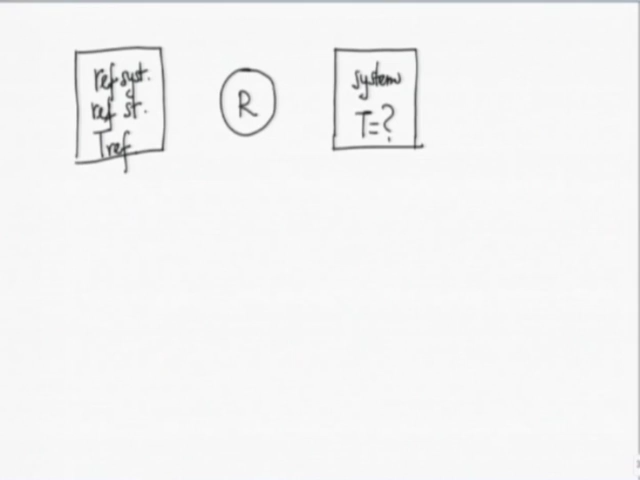 ref syst.
ref st.
Tref
R
system
T=?